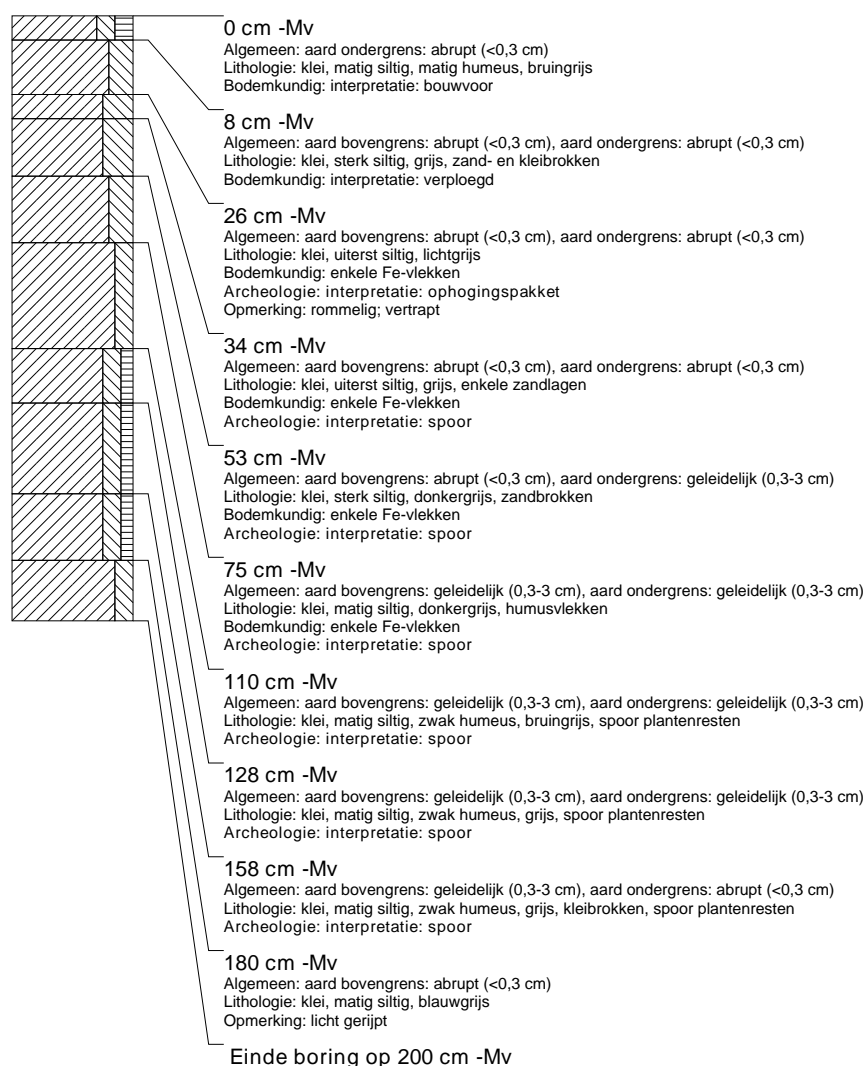 0 cm -Mv
Algemeen: aard ondergrens: abrupt (<0,3 cm)
Lithologie: klei, matig siltig, matig humeus, bruingrijs
Bodemkundig: interpretatie: bouwvoor
8 cm -Mv
Algemeen: aard bovengrens: abrupt (<0,3 cm), aard ondergrens: abrupt (<0,3 cm)
Lithologie: klei, sterk siltig, grijs, zand- en kleibrokken
Bodemkundig: interpretatie: verploegd
26 cm -Mv
Algemeen: aard bovengrens: abrupt (<0,3 cm), aard ondergrens: abrupt (<0,3 cm)
Lithologie: klei, uiterst siltig, lichtgrijs
Bodemkundig: enkele Fe-vlekken
Archeologie: interpretatie: ophogingspakket
Opmerking: rommelig; vertrapt
34 cm -Mv
Algemeen: aard bovengrens: abrupt (<0,3 cm), aard ondergrens: abrupt (<0,3 cm)
Lithologie: klei, uiterst siltig, grijs, enkele zandlagen
Bodemkundig: enkele Fe-vlekken
Archeologie: interpretatie: spoor
53 cm -Mv
Algemeen: aard bovengrens: abrupt (<0,3 cm), aard ondergrens: geleidelijk (0,3-3 cm)
Lithologie: klei, sterk siltig, donkergrijs, zandbrokken
Bodemkundig: enkele Fe-vlekken
Archeologie: interpretatie: spoor
75 cm -Mv
Algemeen: aard bovengrens: geleidelijk (0,3-3 cm), aard ondergrens: geleidelijk (0,3-3 cm)
Lithologie: klei, matig siltig, donkergrijs, humusvlekken
Bodemkundig: enkele Fe-vlekken
Archeologie: interpretatie: spoor
110 cm -Mv
Algemeen: aard bovengrens: geleidelijk (0,3-3 cm), aard ondergrens: geleidelijk (0,3-3 cm)
Lithologie: klei, matig siltig, zwak humeus, bruingrijs, spoor plantenresten
Archeologie: interpretatie: spoor
128 cm -Mv
Algemeen: aard bovengrens: geleidelijk (0,3-3 cm), aard ondergrens: geleidelijk (0,3-3 cm)
Lithologie: klei, matig siltig, zwak humeus, grijs, spoor plantenresten
Archeologie: interpretatie: spoor
158 cm -Mv
Algemeen: aard bovengrens: geleidelijk (0,3-3 cm), aard ondergrens: abrupt (<0,3 cm)
Lithologie: klei, matig siltig, zwak humeus, grijs, kleibrokken, spoor plantenresten
Archeologie: interpretatie: spoor
180 cm -Mv
Algemeen: aard bovengrens: abrupt (<0,3 cm)
Lithologie: klei, matig siltig, blauwgrijs
Opmerking: licht gerijpt
Einde boring op 200 cm -Mv